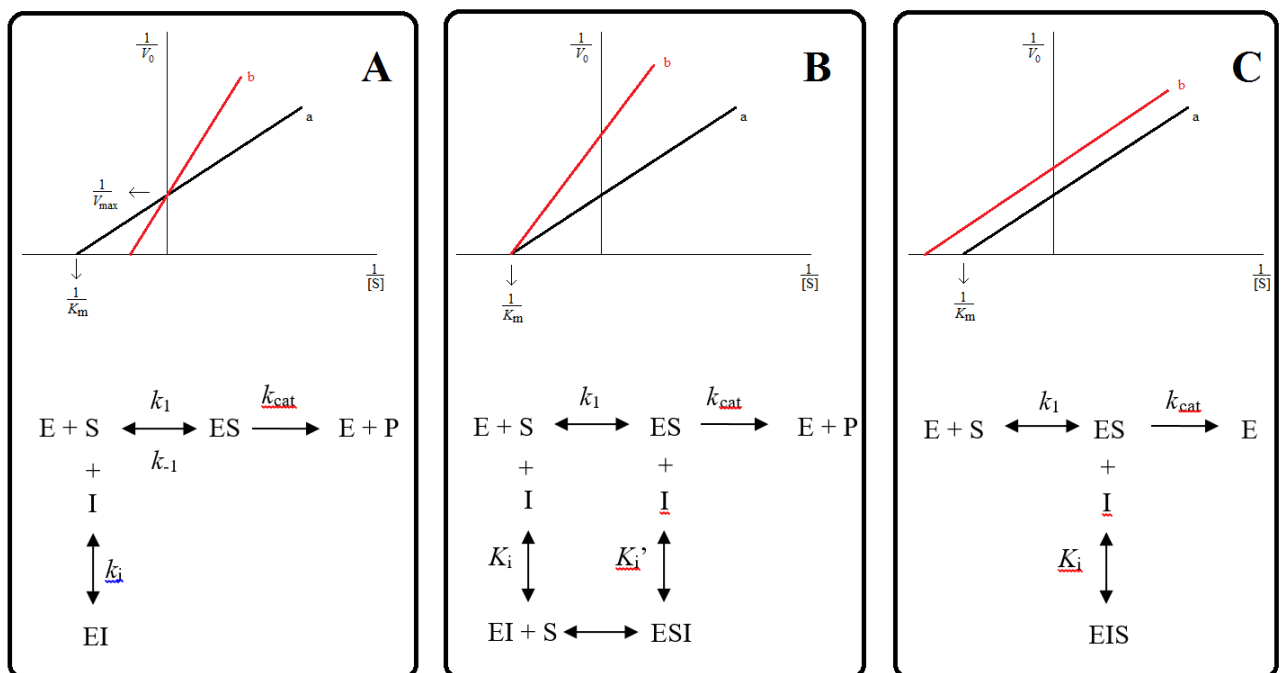 A
1/V0
b
a
1/Vmax ←
1/[S]
1/Km
k1
kcat
E + S ES E + P
k-1
+
I
ki
EI
B
1/V0
b
a
1/[S]
1/Km
k1
kcat
E + S ES E + P
+ +
I I
Ki Ki’
EI + S ESI
C
1/V0
b
a
1/[S]
1/Km
k1
kcat
E + S ES E
+
I
Ki
EIS